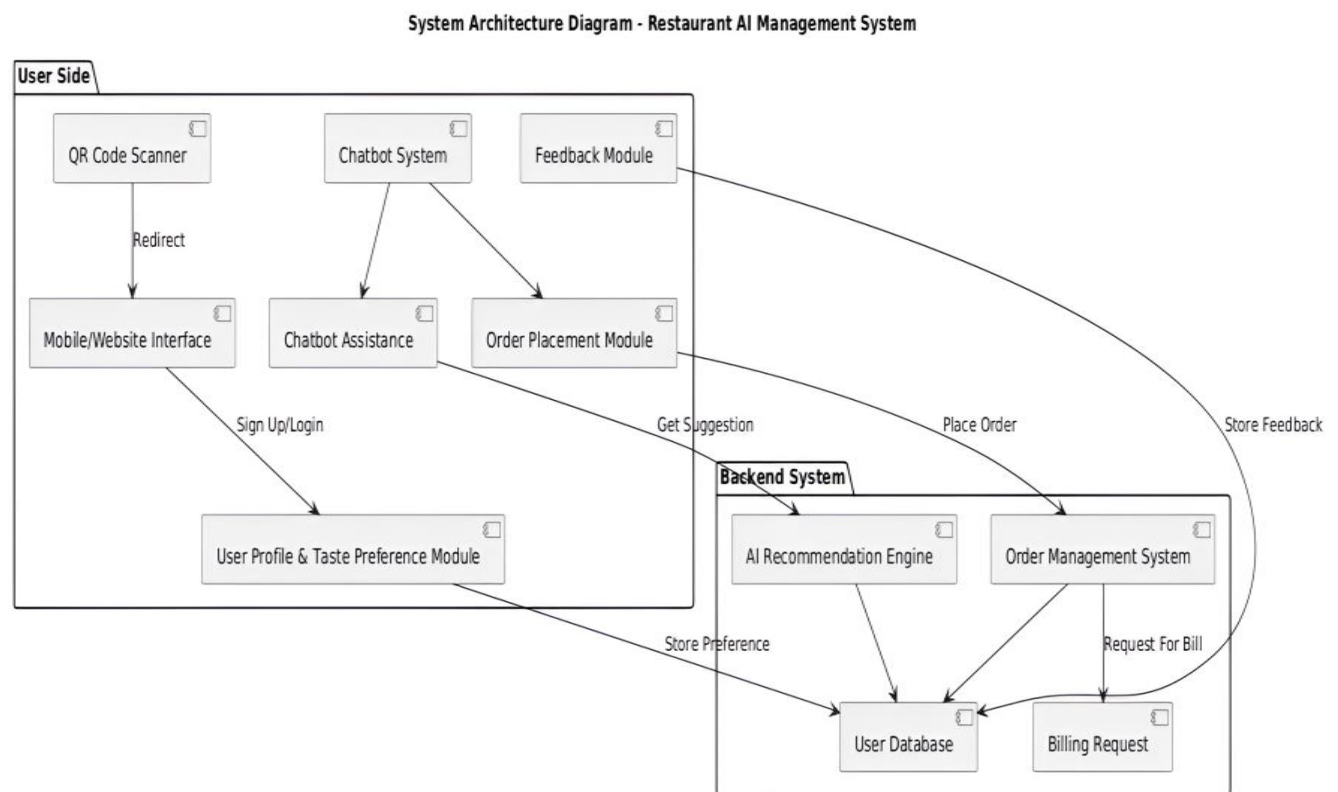 System Architecture Diagram - Restaurant AI Management System
User Side
QR Code Scanner
Chatbot System
Feedback Module
Redirect
Mobile/Website Interface
Chatbot Assistance
Order Placement Module
Sign Up/Login
Get Suggestion
Place Order
Store Feedback
Backend System
User Profile & Taste Preference Module
AI Recommendation Engine
Order Management System
Store Preference
Request For Bill
User Database
Billing Request